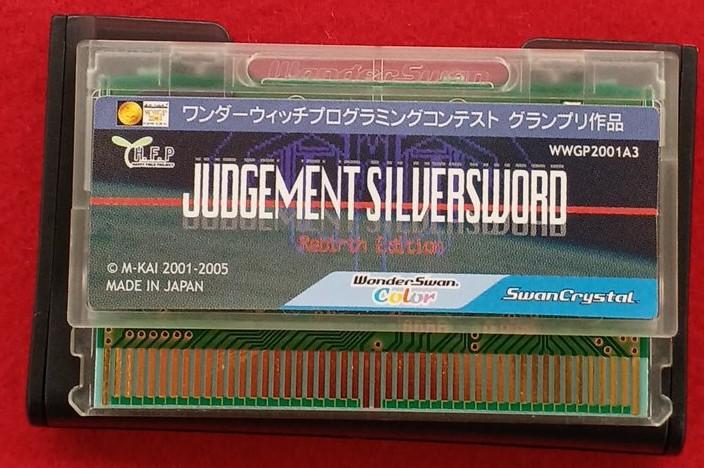 WonderSwan
ワンダーウィッチプログラミングコンテスト グランプリ作品
WWGP2001A3
H.F.P
JUDGEMENT SILVERSWORD
Rebirth Edition
© M-KAI 2001-2005
MADE IN JAPAN
WonderSwan
Color
SwanCrystal